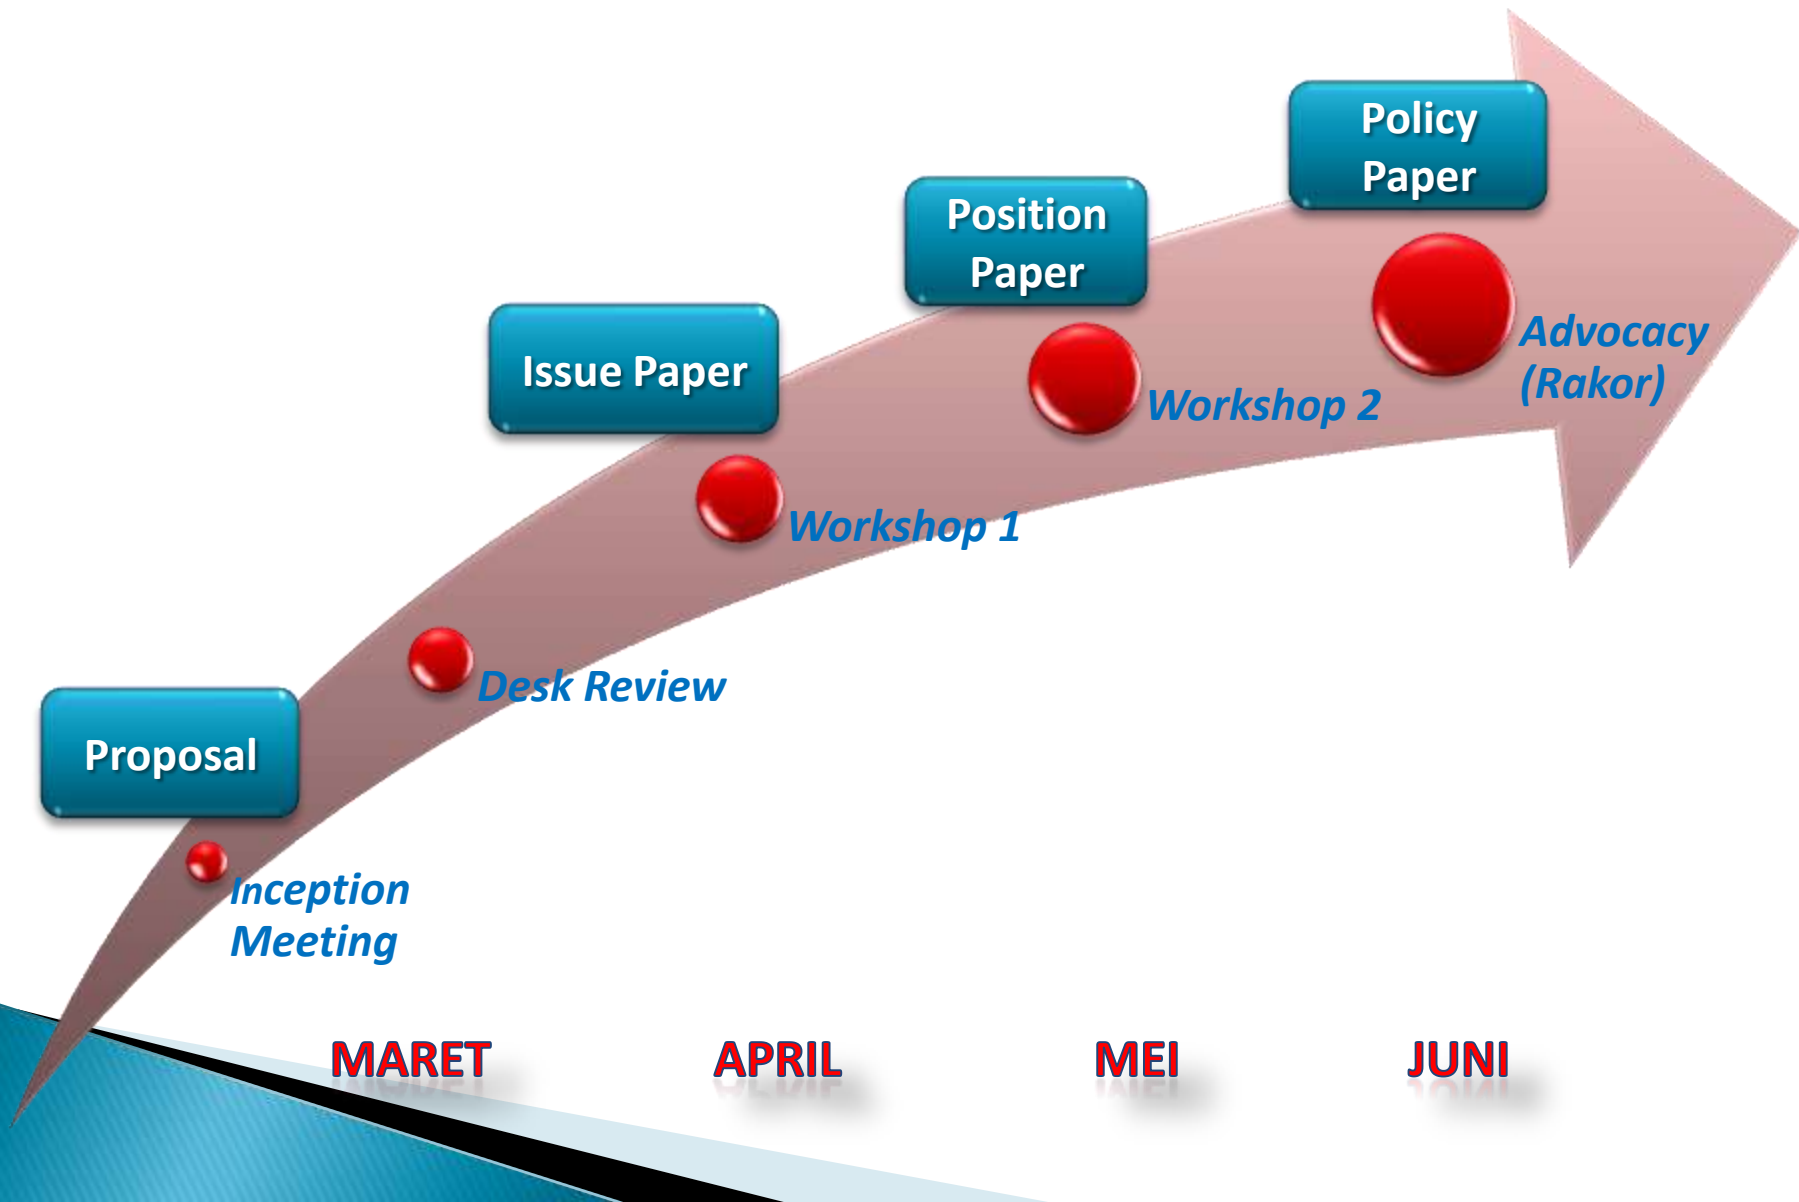 Policy
Paper
Position
Paper
Issue Paper
Proposal
Advocacy
(Rakor)
Workshop 2
Workshop 1
Desk Review
Inception
Meeting
MARET
APRIL
MEI
JUNI